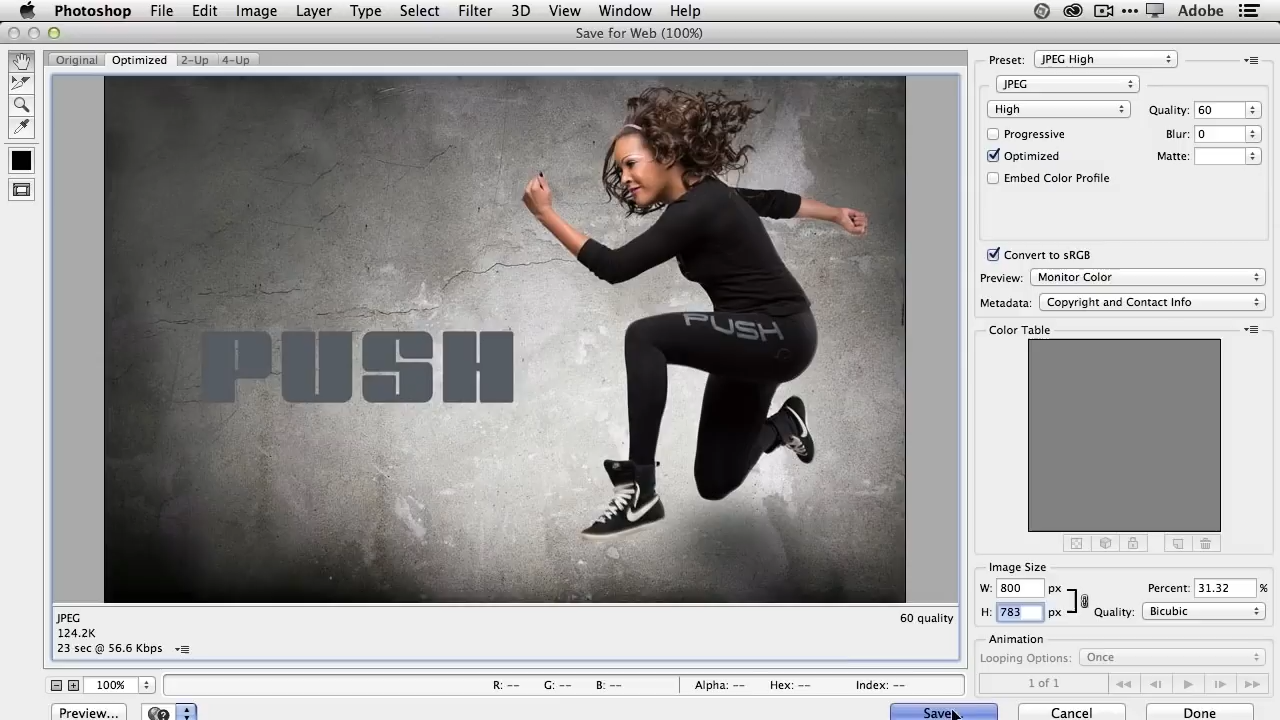 Photoshop File Edit Image Layer Type Select Filter 3D View Window Help Adobe
Save for Web (100%)
Original Optimized 2-Up 4-Up
Preset: JPEG High
JPEG
High Quality: 60
Progressive Blur: 0
Optimized Matte:
Embed Color Profile
Convert to sRGB
Preview: Monitor Color
Metadata: Copyright and Contact Info
Color Table
PUSH
PUSH
Image Size
W: 800 px Percent: 31.32 %
H: 783 px Quality: Bicubic
JPEG 60 quality
124.2K
23 sec @ 56.6 Kbps
Animation
Looping Options: Once
1 of 1
100% R: -- G: -- B: -- Alpha: -- Hex: -- Index: --
Preview... Save... Cancel Done